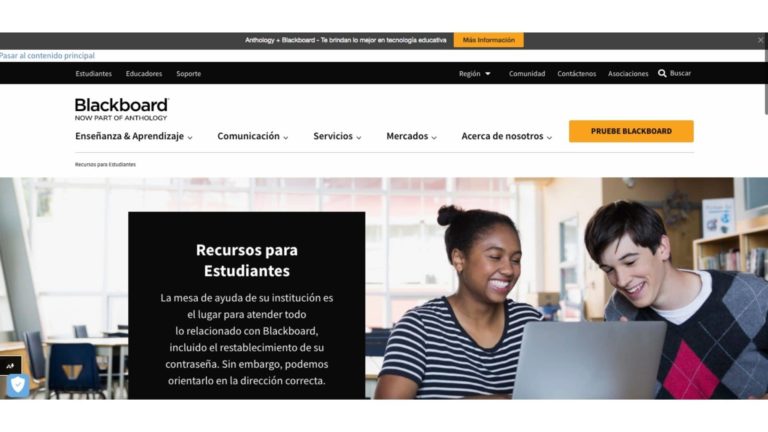 Anthology + Blackboard - Te brindan lo mejor en tecnología educativa Más Información
Pasar al contenido principal
Estudiantes Educadores Soporte Región Comunidad Contáctenos Asociaciones Buscar
Blackboard
NOW PART OF ANTHOLOGY
Enseñanza & Aprendizaje Comunicación Servicios Mercados Acerca de nosotros PRUEBE BLACKBOARD
Recursos para Estudiantes
Recursos para
Estudiantes
La mesa de ayuda de su institución es
el lugar para atender todo
lo relacionado con Blackboard,
incluido el restablecimiento de su
contraseña. Sin embargo, podemos
orientarlo en la dirección correcta.